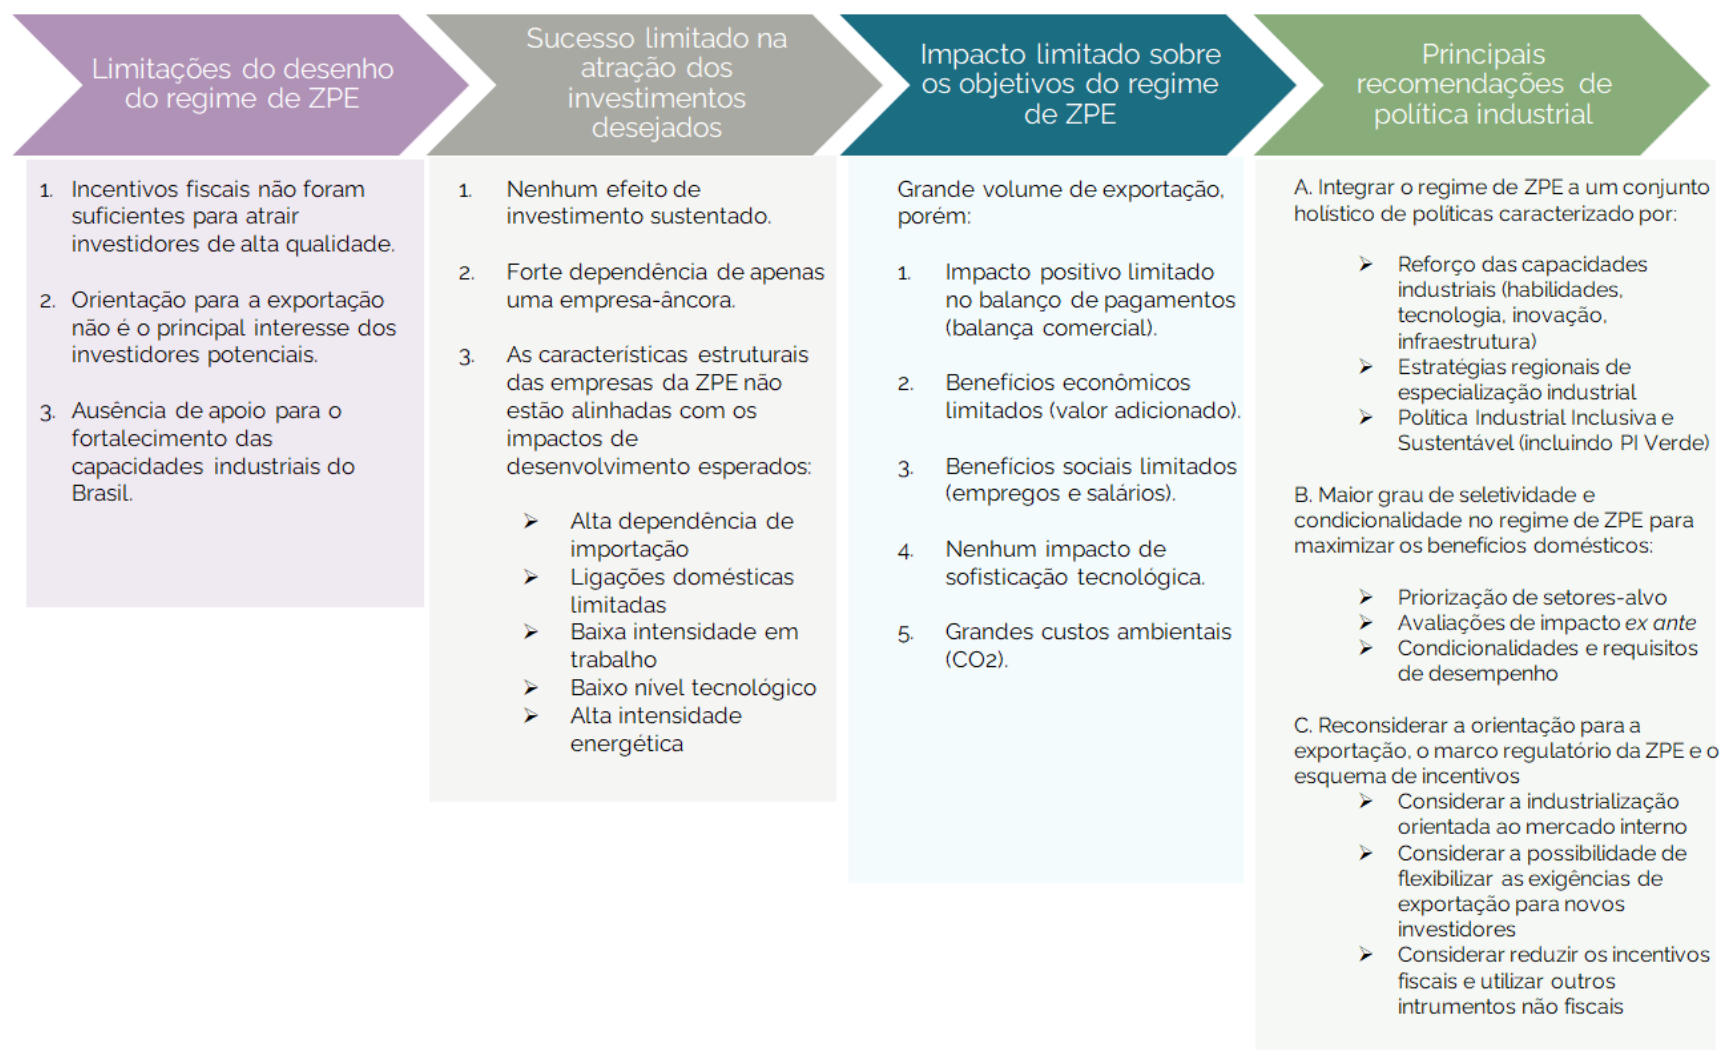 Limitações do desenho
do regime de ZPE
1. Incentivos fiscais não foram
suficientes para atrair
investidores de alta qualidade.
2. Orientação para a exportação
não é o principal interesse dos
investidores potenciais.
3. Ausência de apoio para o
fortalecimento das
capacidades industriais do
Brasil.
Sucesso limitado na
atração dos
investimentos
desejados
1. Nenhum efeito de
investimento sustentado.
2. Forte dependência de apenas
uma empresa-âncora.
3. As características estruturais
das empresas da ZPE não
estão alinhadas com os
impactos de
desenvolvimento esperados:
➢ Alta dependência de
importação
➢ Ligações domésticas
limitadas
➢ Baixa intensidade em
trabalho
➢ Baixo nível tecnológico
➢ Alta intensidade
energética
Impacto limitado sobre
os objetivos do regime
de ZPE
Grande volume de exportação,
porém:
1. Impacto positivo limitado
no balanço de pagamentos
(balança comercial).
2. Benefícios econômicos
limitados (valor adicionado).
3. Benefícios sociais limitados
(empregos e salários).
4. Nenhum impacto de
sofisticação tecnológica.
5. Grandes custos ambientais
(CO2).
Principais
recomendações de
política industrial
A. Integrar o regime de ZPE a um conjunto
holístico de políticas caracterizado por:
➢ Reforço das capacidades
industriais (habilidades,
tecnologia, inovação,
infraestrutura)
➢ Estratégias regionais de
especialização industrial
➢ Política Industrial Inclusiva e
Sustentável (incluindo PI Verde)
B. Maior grau de seletividade e
condicionalidade no regime de ZPE para
maximizar os benefícios domésticos:
➢ Priorização de setores-alvo
➢ Avaliações de impacto ex ante
➢ Condicionalidades e requisitos
de desempenho
C. Reconsiderar a orientação para a
exportação, o marco regulatório da ZPE e o
esquema de incentivos
➢ Considerar a industrialização
orientada ao mercado interno
➢ Considerar a possibilidade de
flexibilizar as exigências de
exportação para novos
investidores
➢ Considerar reduzir os incentivos
fiscais e utilizar outros
intrumentos não fiscais